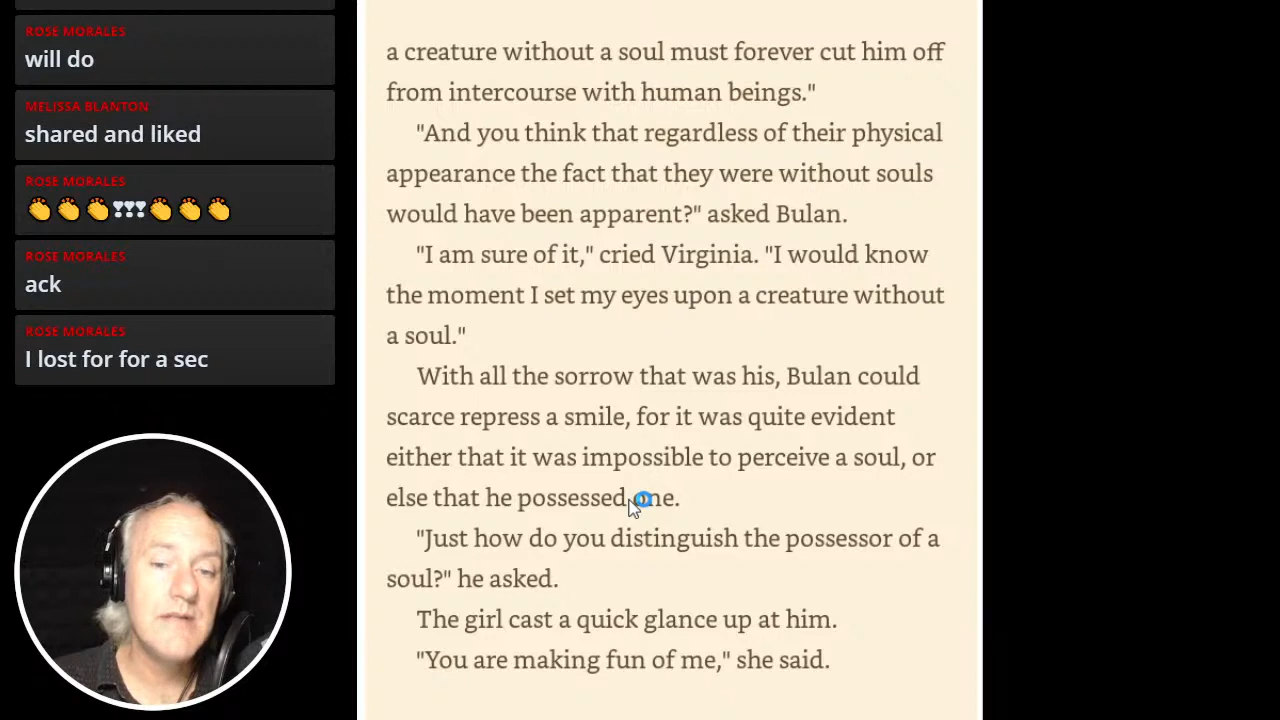 ROSE MORALES
will do
MELISSA BLANTON
shared and liked
ROSE MORALES
👏👏👏❣❣❣👏👏👏
ROSE MORALES
ack
ROSE MORALES
I lost for for a sec
a creature without a soul must forever cut him off
from intercourse with human beings."
"And you think that regardless of their physical
appearance the fact that they were without souls
would have been apparent?" asked Bulan.
"I am sure of it," cried Virginia. "I would know
the moment I set my eyes upon a creature without
a soul."
With all the sorrow that was his, Bulan could
scarce repress a smile, for it was quite evident
either that it was impossible to perceive a soul, or
else that he possessed one.
"Just how do you distinguish the possessor of a
soul?" he asked.
The girl cast a quick glance up at him.
"You are making fun of me," she said.